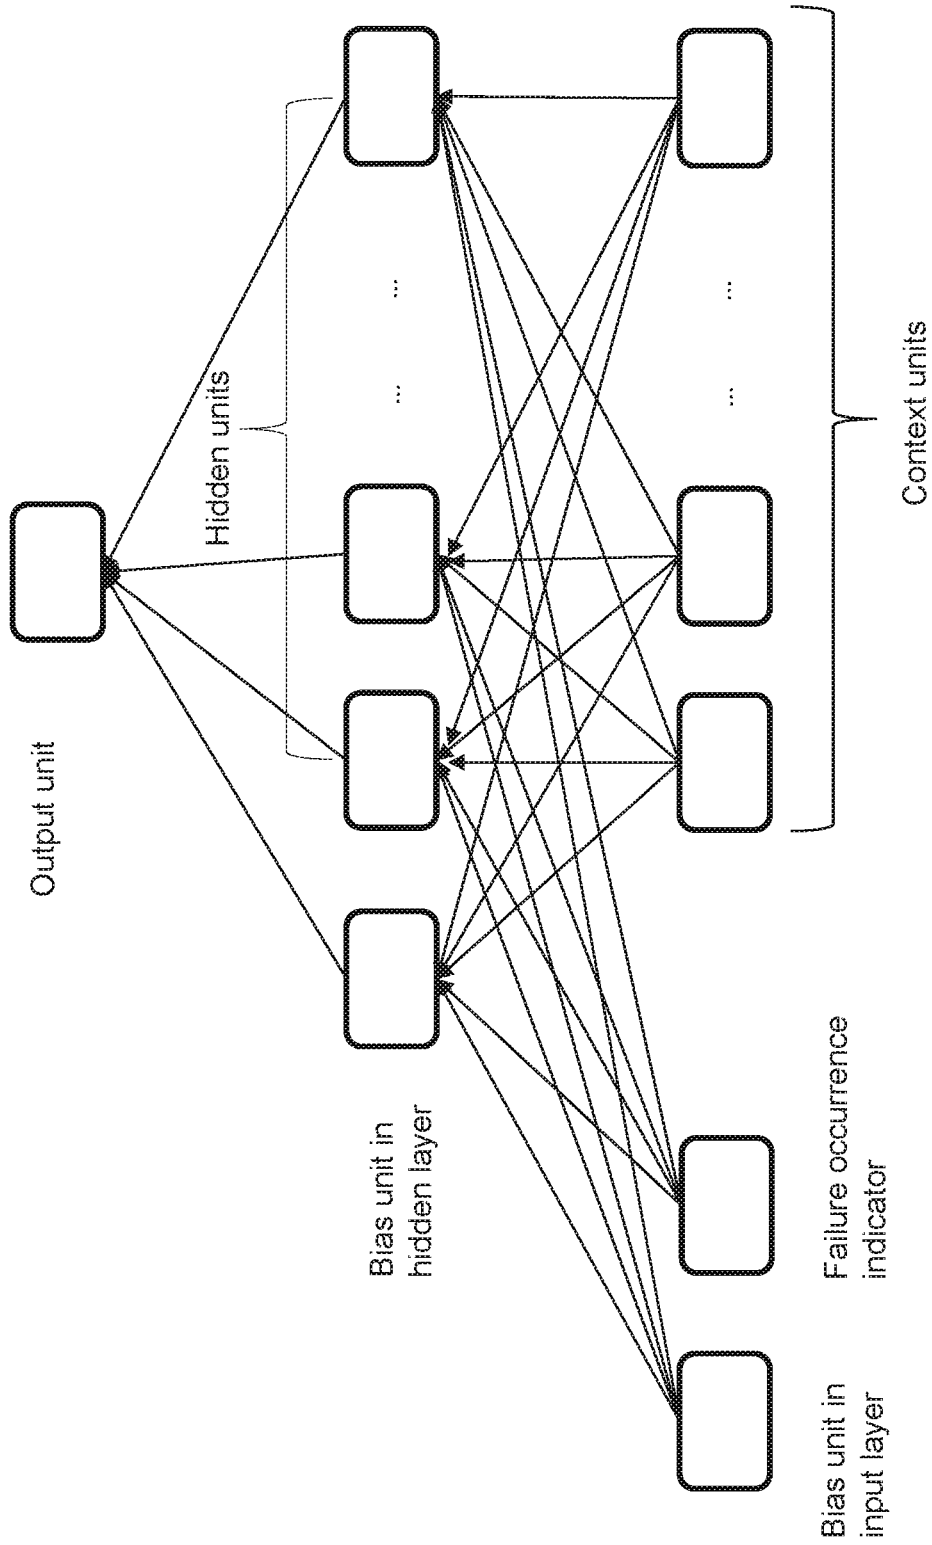 Output unit
Hidden units
Bias unit in
hidden layer
... ...
... ...
Bias unit in
input layer
Failure occurrence
indicator
Context units